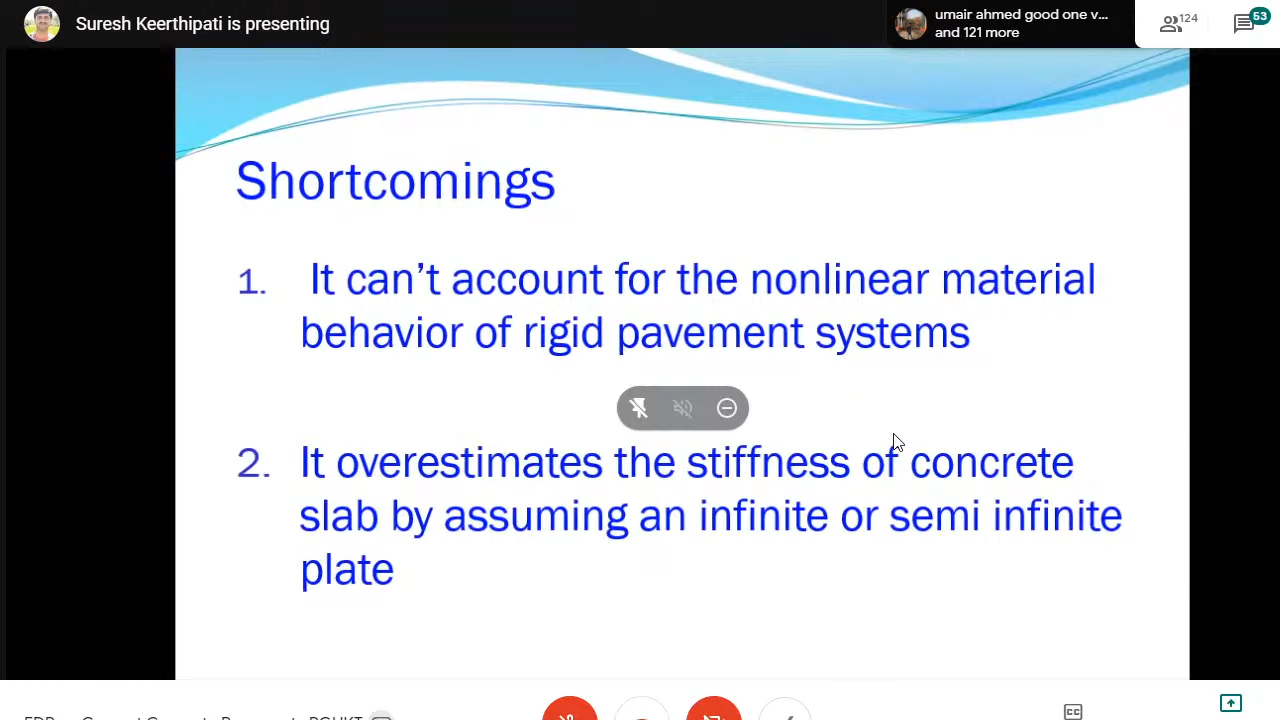 Suresh Keerthipati is presenting
umair ahmed good one v...
and 121 more
124
53
Shortcomings
1. It can't account for the nonlinear material
behavior of rigid pavement systems
2. It overestimates the stiffness of concrete
slab by assuming an infinite or semi infinite
plate
CC